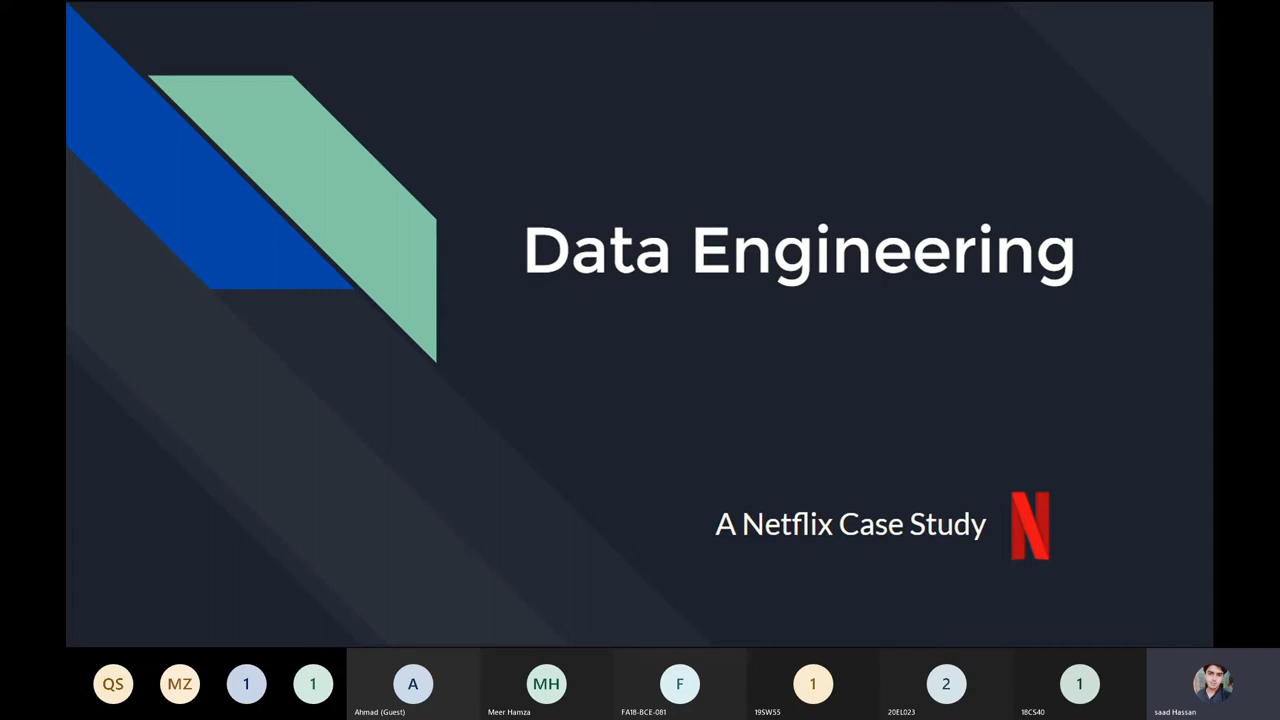 Data Engineering
A Netflix Case Study N
QS MZ 1 1 A MH F 1 2 1
Ahmad (Guest) Meer Hamza FA18-BCE-081 19SW55 20EL023 18CS40 saad Hassan